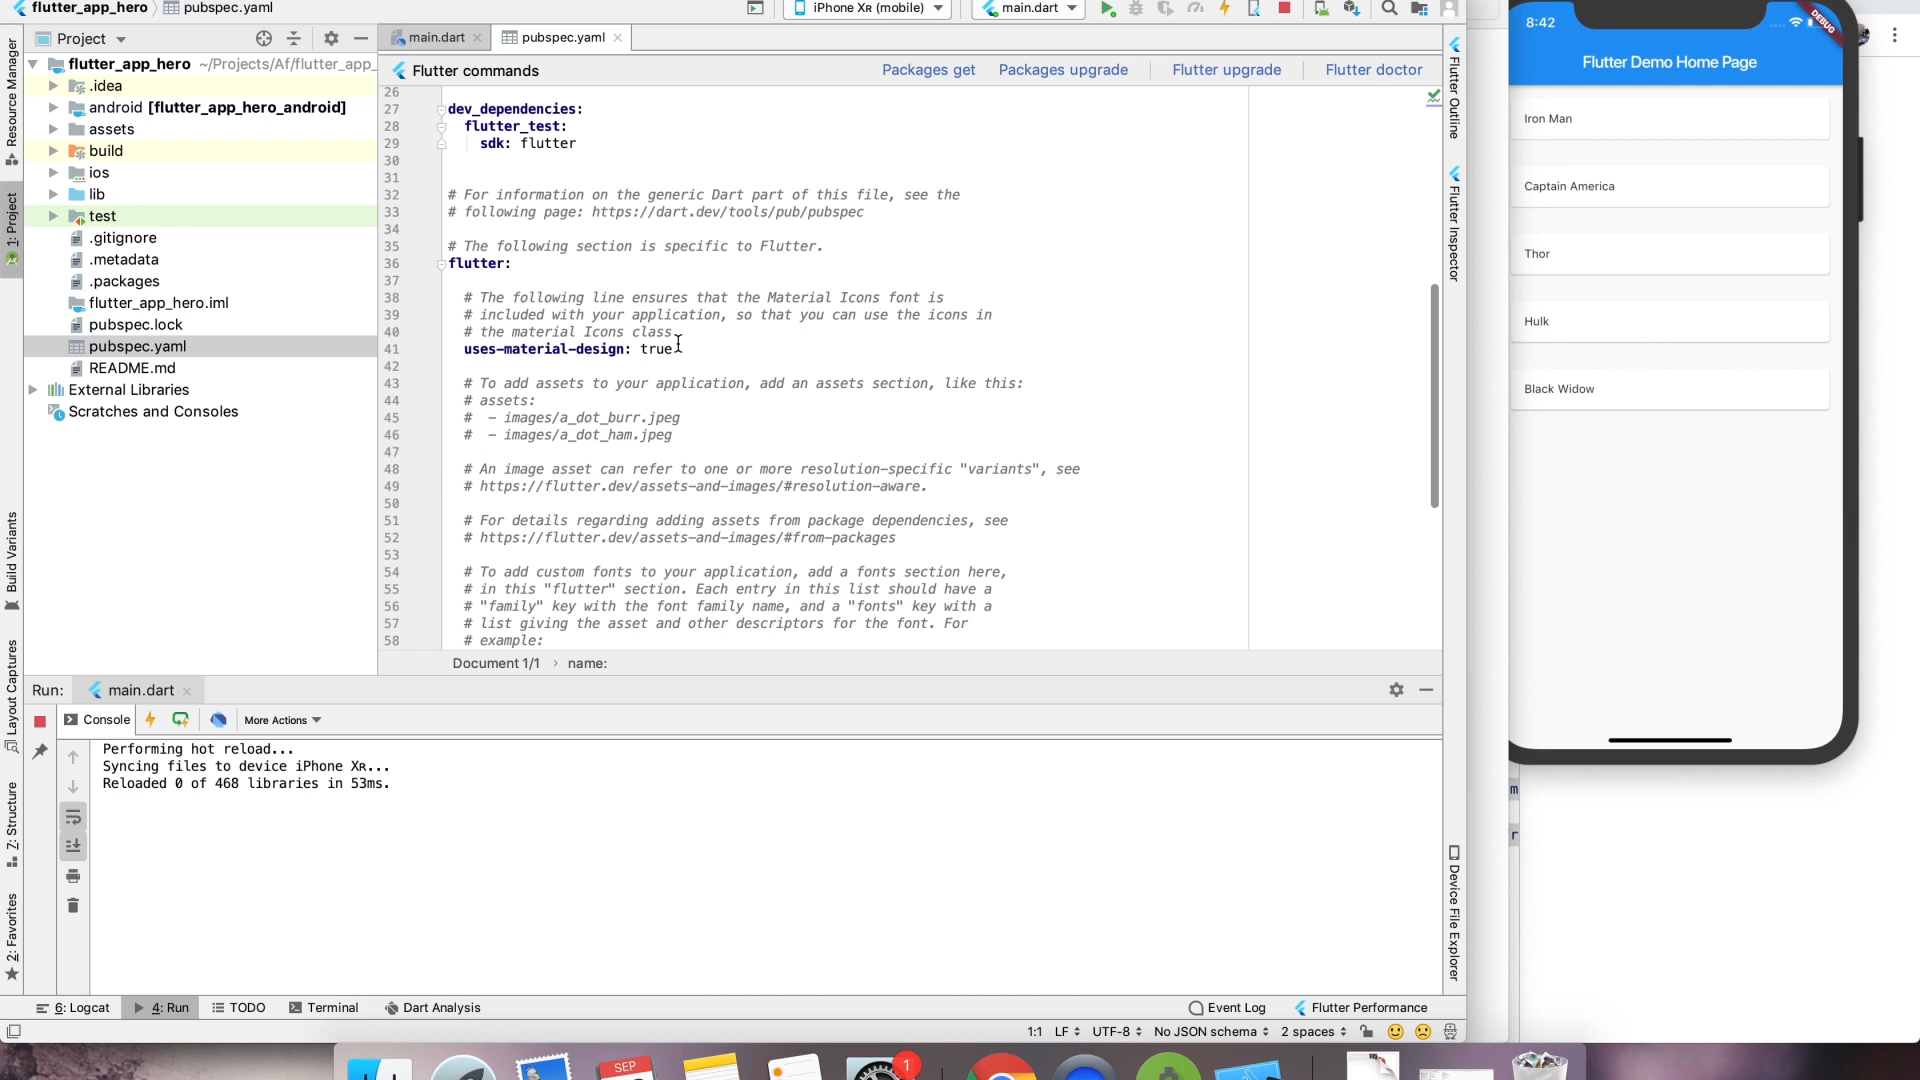 flutter_app_hero
pubspec.yaml
iPhone XR (mobile)
main.dart
Project
main.dart
pubspec.yaml
Flutter commands
Packages get
Packages upgrade
Flutter upgrade
Flutter doctor
Resource Manager
1: Project
Build Variants
Layout Captures
Z: Structure
2: Favorites
flutter_app_hero ~/Projects/Af/flutter_app_
.idea
android [flutter_app_hero_android]
assets
build
ios
lib
test
.gitignore
.metadata
.packages
flutter_app_hero.iml
pubspec.lock
pubspec.yaml
README.md
External Libraries
Scratches and Consoles
26
27 dev_dependencies:
28 flutter_test:
29 sdk: flutter
30
31
32 # For information on the generic Dart part of this file, see the
33 # following page: https://dart.dev/tools/pub/pubspec
34
35 # The following section is specific to Flutter.
36 flutter:
37
38 # The following line ensures that the Material Icons font is
39 # included with your application, so that you can use the icons in
40 # the material Icons class
41 uses-material-design: true
42
43 # To add assets to your application, add an assets section, like this:
44 # assets:
45 # - images/a_dot_burr.jpeg
46 # - images/a_dot_ham.jpeg
47
48 # An image asset can refer to one or more resolution-specific "variants", see
49 # https://flutter.dev/assets-and-images/#resolution-aware.
50
51 # For details regarding adding assets from package dependencies, see
52 # https://flutter.dev/assets-and-images/#from-packages
53
54 # To add custom fonts to your application, add a fonts section here,
55 # in this "flutter" section. Each entry in this list should have a
56 # "family" key with the font family name, and a "fonts" key with a
57 # list giving the asset and other descriptors for the font. For
58 # example:
Document 1/1 › name:
Flutter Outline
Flutter Inspector
Device File Explorer
Run:
main.dart
Console
More Actions
Performing hot reload...
Syncing files to device iPhone XR...
Reloaded 0 of 468 libraries in 53ms.
6: Logcat
4: Run
TODO
Terminal
Dart Analysis
Event Log
Flutter Performance
1:1 LF UTF-8 No JSON schema 2 spaces
8:42
DEBUG
Flutter Demo Home Page
Iron Man
Captain America
Thor
Hulk
Black Widow
m
r
SEP
1